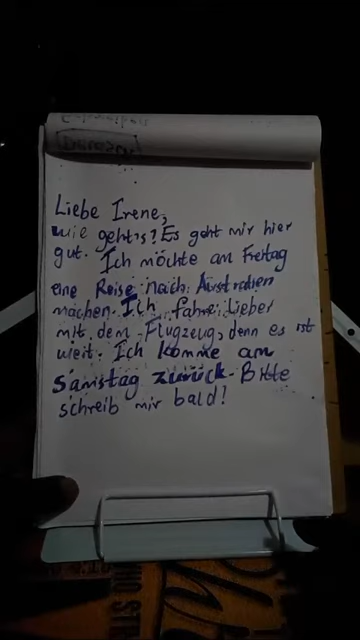 Liebe Irene,
wie geht's? Es geht mir hier
gut. Ich möchte am Freitag
eine Reise nach Australien
machen. Ich fahre lieber
mit dem Flugzeug, denn es ist
weit. Ich komme am
Samstag zurück. Bitte
schreib mir bald!